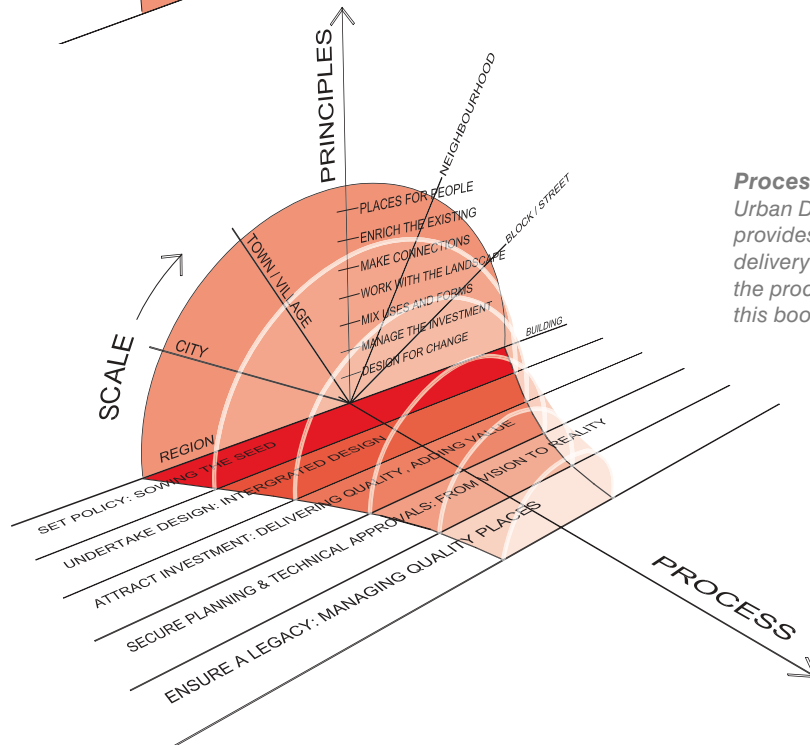 PRINCIPLES
NEIGHBOURHOOD
BLOCK / STREET
PLACES FOR PEOPLE
ENRICH THE EXISTING
MAKE CONNECTIONS
WORK WITH THE LANDSCAPE
MIX USES AND FORMS
MANAGE THE INVESTMENT
DESIGN FOR CHANGE
TOWN / VILLAGE
CITY
SCALE
REGION
BUILDING
SET POLICY: SOWING THE SEED
UNDERTAKE DESIGN: INTERGRATED DESIGN
ATTRACT INVESTMENT: DELIVERING QUALITY, ADDING VALUE
SECURE PLANNING & TECHNICAL APPROVALS: FROM VISION TO REALITY
ENSURE A LEGACY: MANAGING QUALITY PLACES
PROCESS
Proces
Urban D
provides
delivery
the proc
this boo